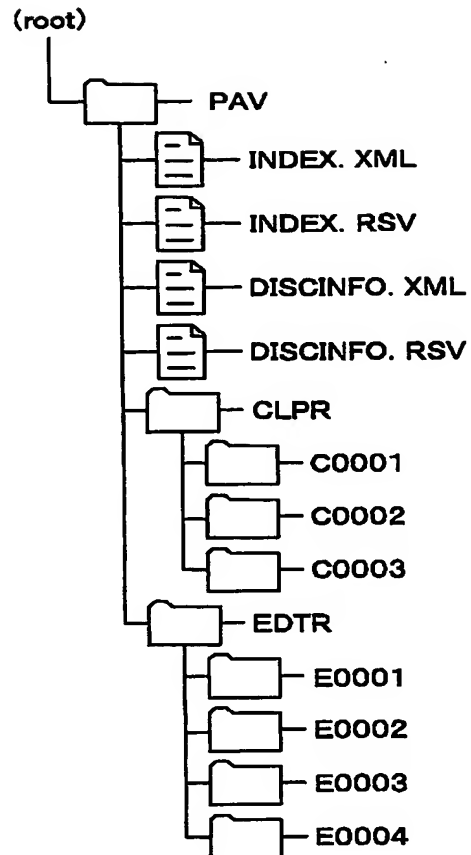 (root)
PAV
INDEX. XML
INDEX. RSV
DISCINFO. XML
DISCINFO. RSV
CLPR
C0001
C0002
C0003
EDTR
E0001
E0002
E0003
E0004